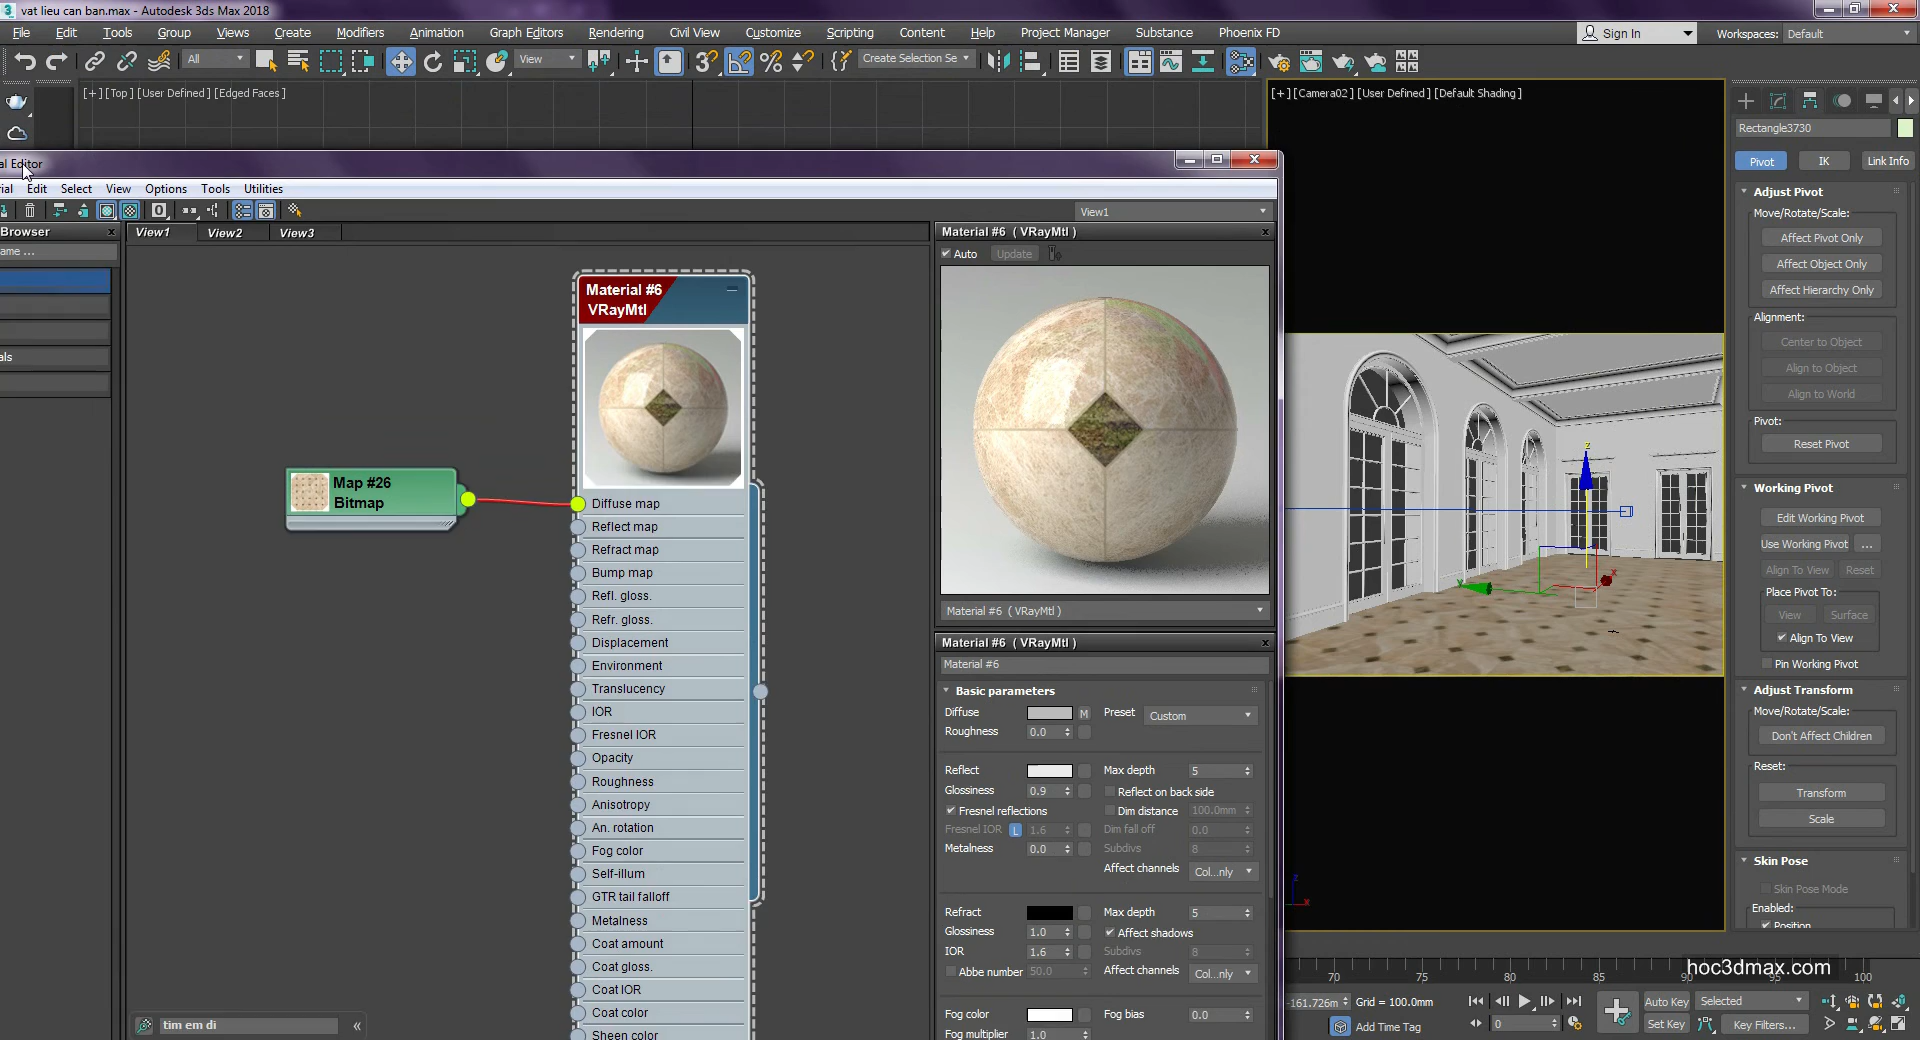 vat lieu can ban.max - Autodesk 3ds Max 2018
File Edit Tools Group Views Create Modifiers Animation Graph Editors Rendering Civil View Customize Scripting Content Help Project Manager Substance Phoenix FD
Sign In
Workspaces: Default
All
View
Create Selection Se
[+] [Top] [User Defined] [Edged Faces]
[+] [Camera02] [User Defined] [Default Shading]
al Editor
rial Edit Select View Options Tools Utilities
View1
Browser
View1 View2 View3
ame ...
als
Material #6
VRayMtl
Map #26
Bitmap
Diffuse map
Reflect map
Refract map
Bump map
Refl. gloss.
Refr. gloss.
Displacement
Environment
Translucency
IOR
Fresnel IOR
Opacity
Roughness
Anisotropy
An. rotation
Fog color
Self-illum
GTR tail falloff
Metalness
Coat amount
Coat gloss.
Coat IOR
Coat color
Sheen color
tim em di
Material #6 ( VRayMtl )
Auto Update
Material #6 ( VRayMtl )
Material #6 ( VRayMtl )
Material #6
Basic parameters
Diffuse M Preset Custom
Roughness 0.0
Reflect Max depth 5
Glossiness 0.9 Reflect on back side
Fresnel reflections Dim distance 100.0mm
Fresnel IOR L 1.6 Dim fall off 0.0
Metalness 0.0 Subdivs 8
Affect channels Col...nly
Refract Max depth 5
Glossiness 1.0 Affect shadows
IOR 1.6 Subdivs 8
Abbe number 50.0 Affect channels Col...nly
Fog color Fog bias 0.0
Fog multiplier 1.0
z
y
x
z
x
Rectangle3730
Pivot IK Link Info
Adjust Pivot
Move/Rotate/Scale:
Affect Pivot Only
Affect Object Only
Affect Hierarchy Only
Alignment:
Center to Object
Align to Object
Align to World
Pivot:
Reset Pivot
Working Pivot
Edit Working Pivot
Use Working Pivot ...
Align To View Reset
Place Pivot To:
View Surface
Align To View
Pin Working Pivot
Adjust Transform
Move/Rotate/Scale:
Don't Affect Children
Reset:
Transform
Scale
Skin Pose
Skin Pose Mode
Enabled:
Position
70 75 80 85 90 95 100
hoc3dmax.com
-161.726m Grid = 100.0mm
Add Time Tag
0
Auto Key Selected
Set Key Key Filters...